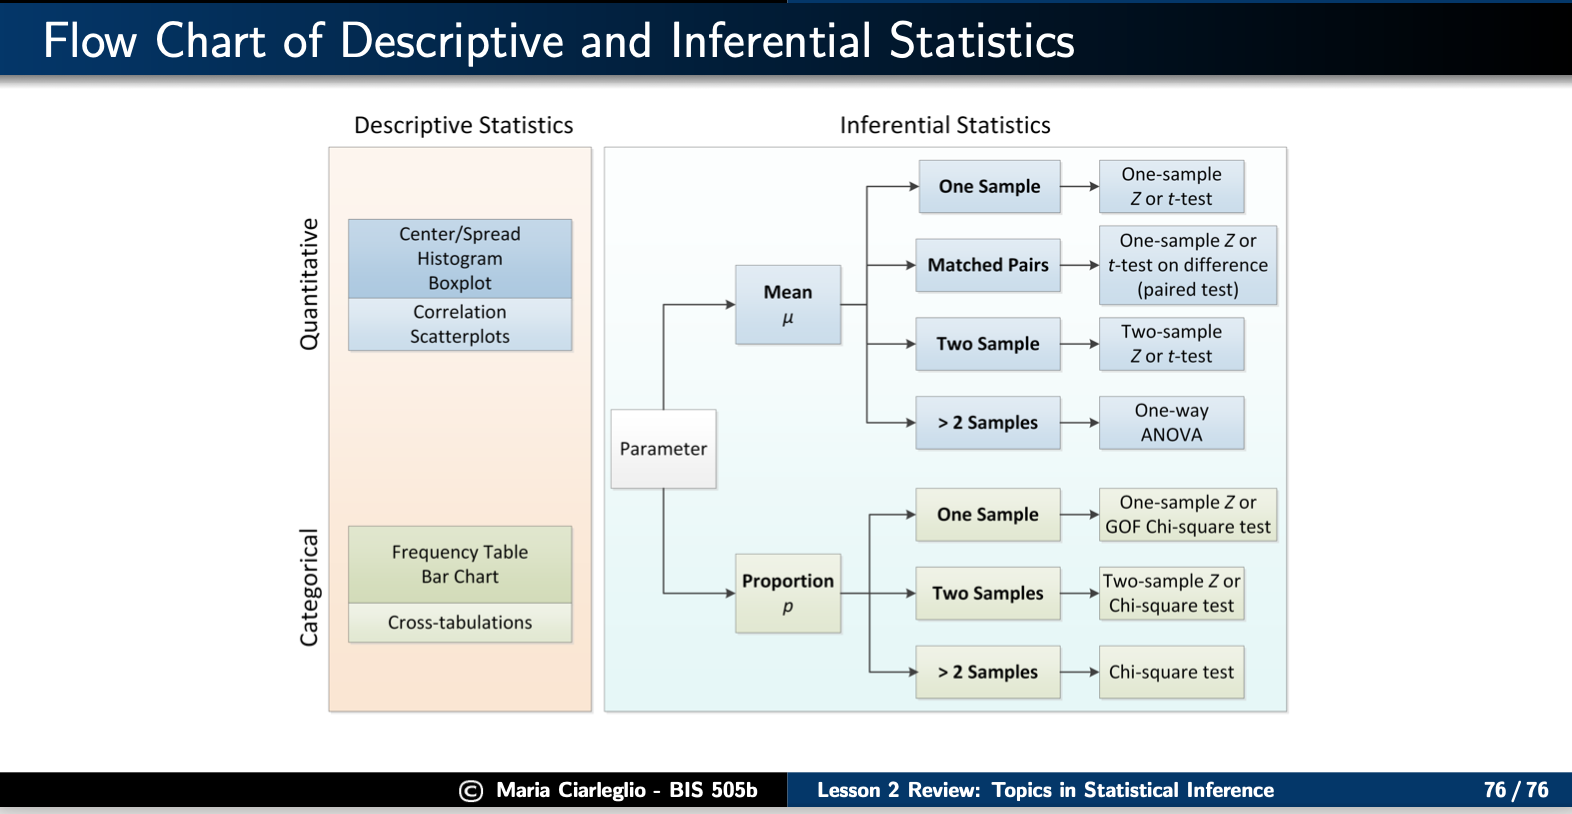 Flow Chart of Descriptive and Inferential Statistics
Descriptive Statistics
Quantitative
Center/Spread
Histogram
Boxplot
Correlation
Scatterplots
Categorical
Frequency Table
Bar Chart
Cross-tabulations
Inferential Statistics
Parameter
Mean
μ
One Sample
One-sample
Z or t-test
Matched Pairs
One-sample Z or
t-test on difference
(paired test)
Two Sample
Two-sample
Z or t-test
> 2 Samples
One-way
ANOVA
Proportion
p
One Sample
One-sample Z or
GOF Chi-square test
Two Samples
Two-sample Z or
Chi-square test
> 2 Samples
Chi-square test
© Maria Ciarleglio - BIS 505b
Lesson 2 Review: Topics in Statistical Inference
76 / 76